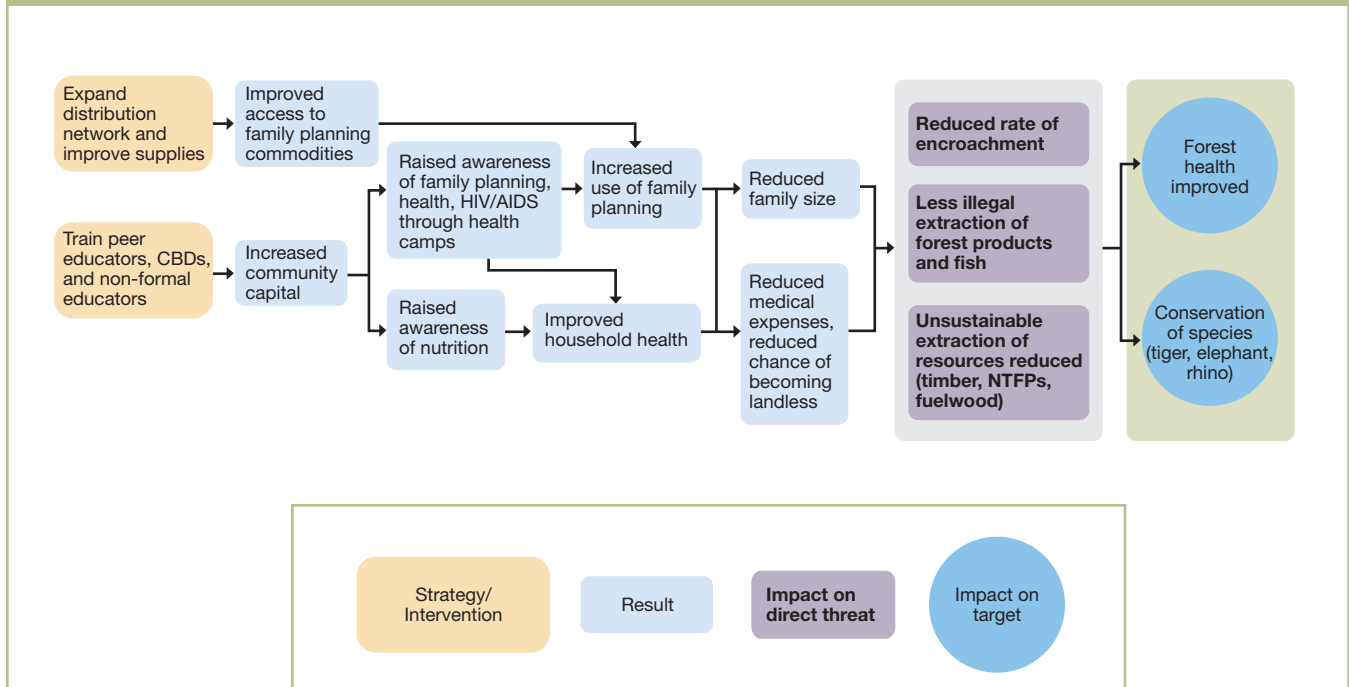 Expand
distribution
network and
improve supplies
Improved
access to
family planning
commodities
Train peer
educators, CBDs,
and non-formal
educators
Increased
community
capital
Raised awareness
of family planning,
health, HIV/AIDS
through health
camps
Raised
awareness
of nutrition
Increased
use of family
planning
Improved
household health
Reduced
family size
Reduced
medical
expenses,
reduced
chance of
becoming
landless
Reduced rate of
encroachment
Less illegal
extraction of
forest products
and fish
Unsustainable
extraction of
resources reduced
(timber, NTFPs,
fuelwood)
Forest
health
improved
Conservation
of species
(tiger, elephant,
rhino)
Strategy/
Intervention
Result
Impact on
direct threat
Impact on
target